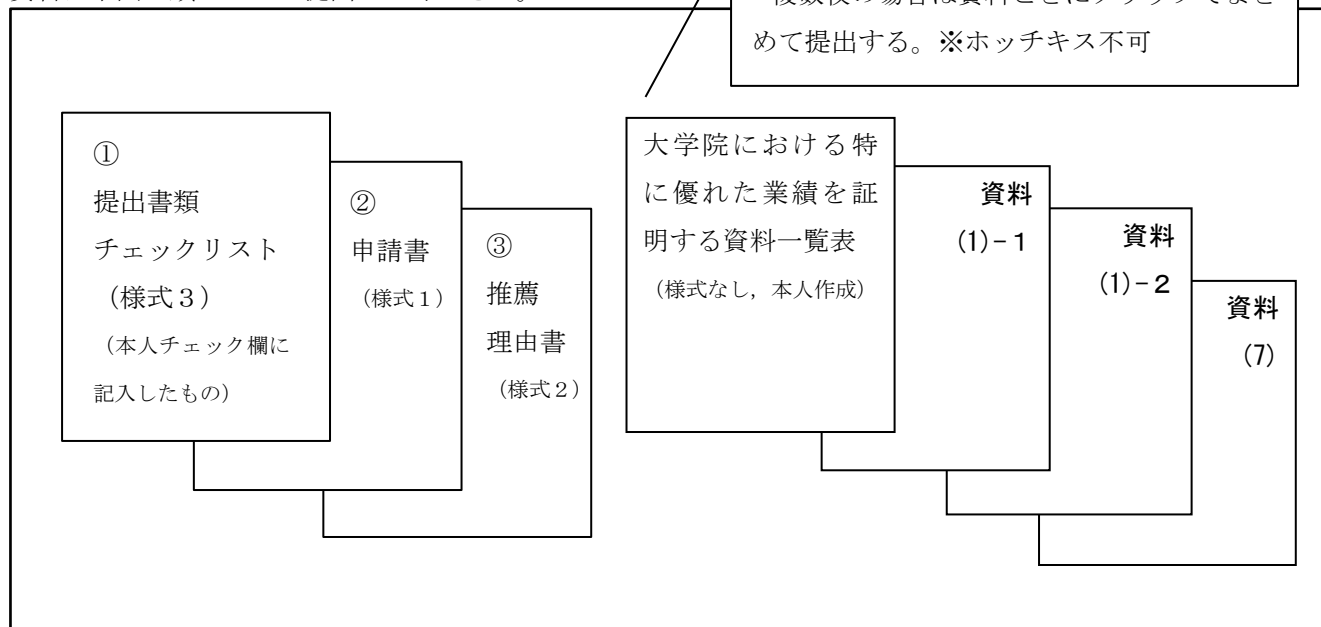 めて提出する。※ホッチキス不可
①
提出書類
チェックリスト
（様式３）
（本人チェック欄に
記入したもの）
②
申請書
（様式１）
③
推薦
理由書
（様式２）
大学院における特
に優れた業績を証
明する資料一覧表
（様式なし，本人作成）
資料
(1)−１
資料
(1)−２
資料
(7)